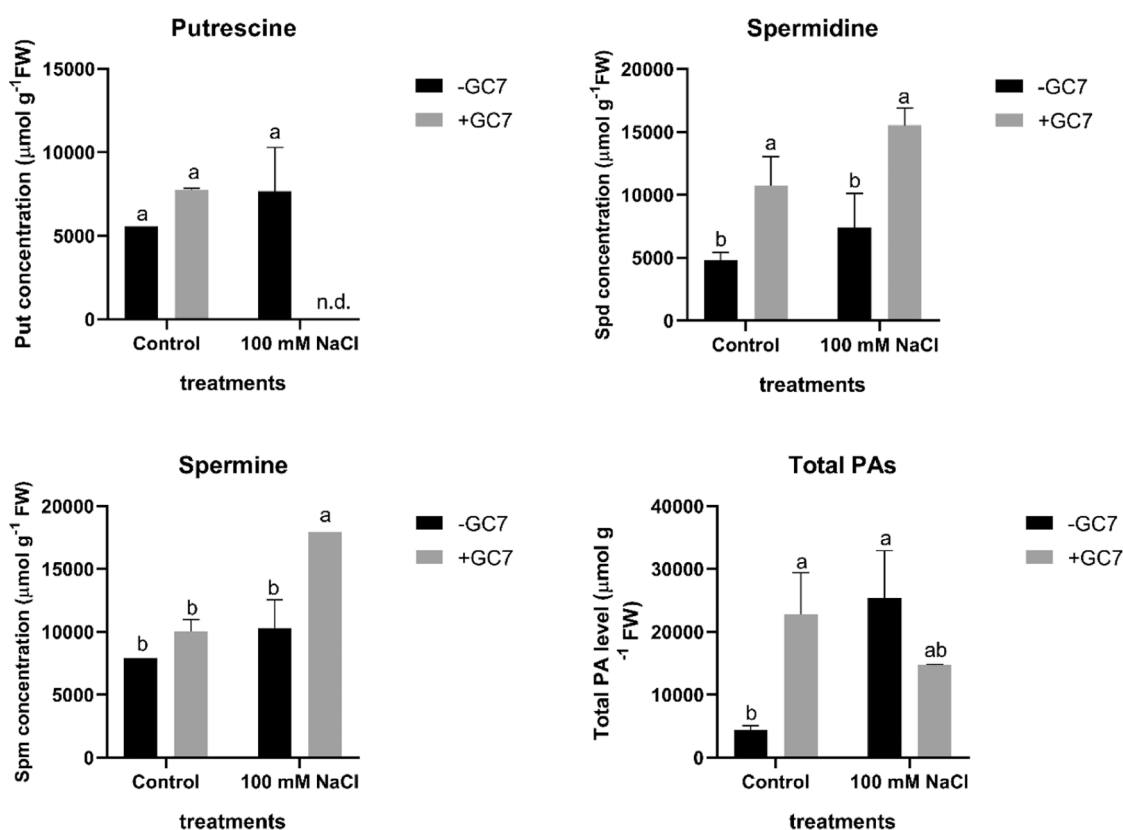 Putrescine
Put concentration (μmol g⁻¹FW)
15000
10000
5000
0
a
a
a
n.d.
Control
100 mM NaCl
treatments
-GC7
+GC7
Spermidine
Spd concentration (μmol g⁻¹FW)
20000
15000
10000
5000
0
b
a
b
a
Control
100 mM NaCl
treatments
-GC7
+GC7
Spermine
Spm concentration (μmol g⁻¹ FW)
20000
15000
10000
5000
0
b
b
b
a
Control
100 mM NaCl
treatments
-GC7
+GC7
Total PAs
Total PA level (μmol g
⁻¹ FW)
40000
30000
20000
10000
0
b
a
a
ab
Control
100 mM NaCl
treatments
-GC7
+GC7